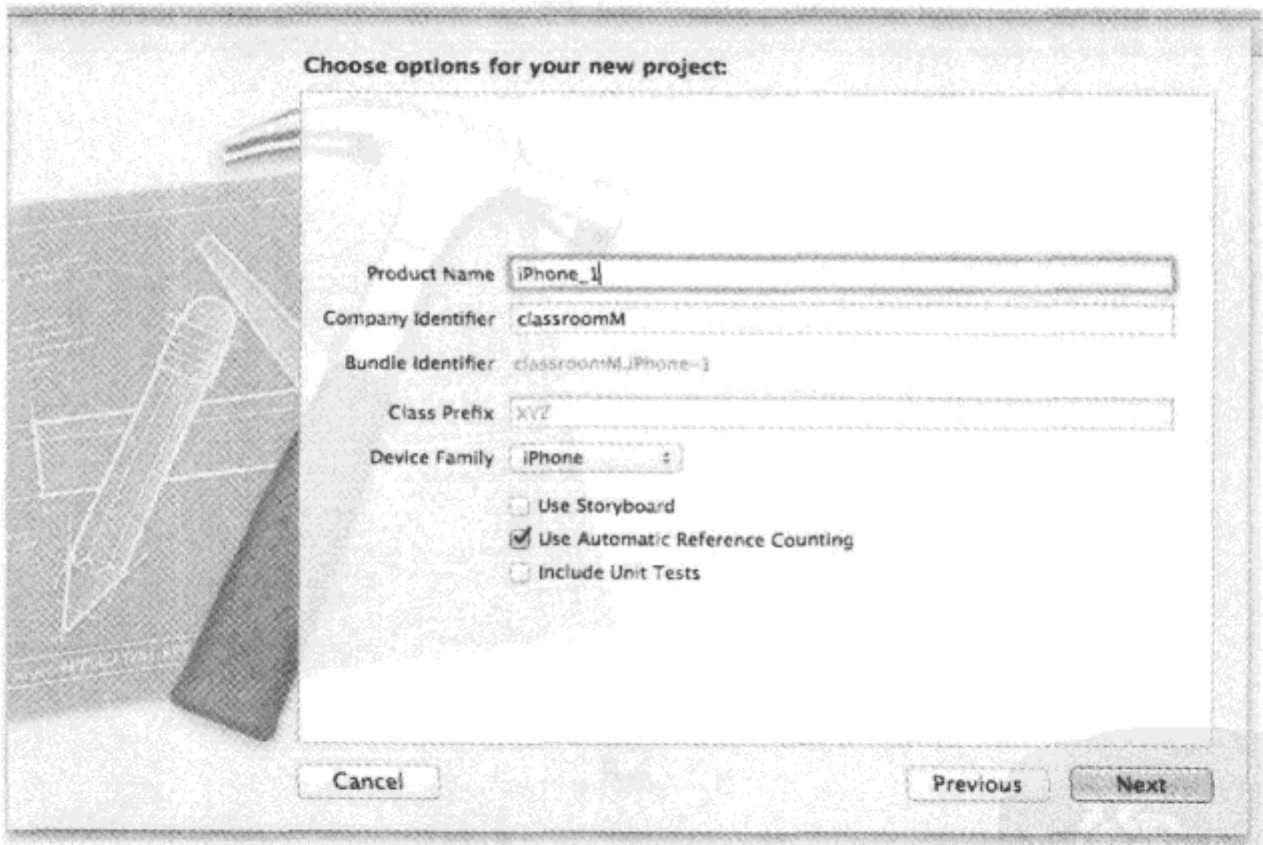 Choose options for your new project:
Product Name iPhone_1
Company Identifier classroomM
Bundle Identifier classroomM.iPhone-1
Class Prefix XYZ
Device Family iPhone
Use Storyboard
Use Automatic Reference Counting
Include Unit Tests
Cancel Previous Next